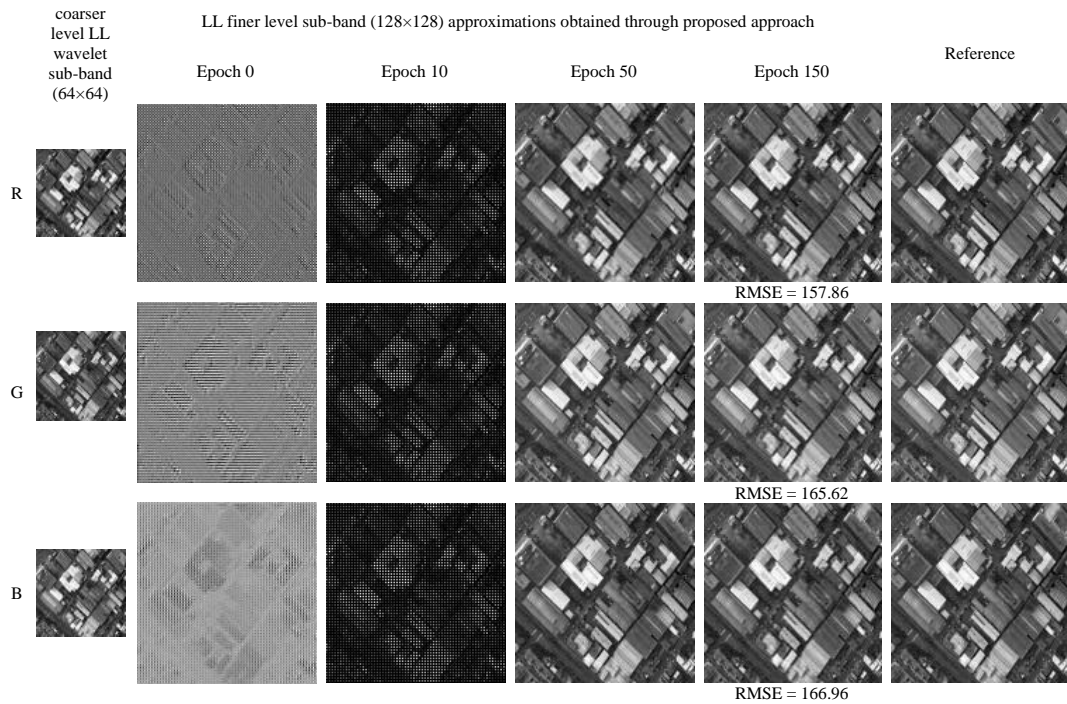 coarser
level LL
wavelet
sub-band
(64×64)
LL finer level sub-band (128×128) approximations obtained through proposed approach
Epoch 0
Epoch 10
Epoch 50
Epoch 150
Reference
R
RMSE = 157.86
G
RMSE = 165.62
B
RMSE = 166.96